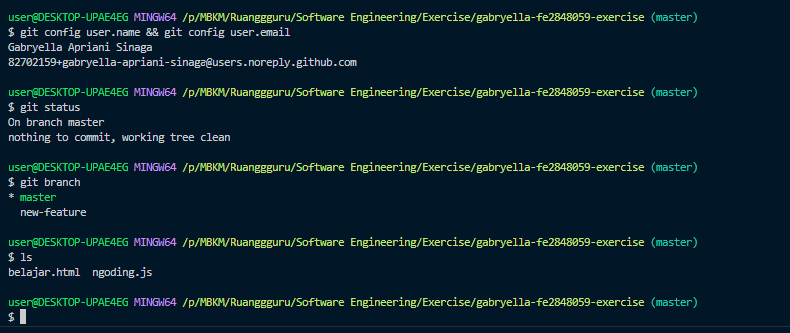 user@DESKTOP-UPAE4EG MINGW64 /p/MBKM/Ruanggguru/Software Engineering/Exercise/gabryella-fe2848059-exercise (master)
$ git config user.name && git config user.email
Gabryella Apriani Sinaga
82702159+gabryella-apriani-sinaga@users.noreply.github.com
user@DESKTOP-UPAE4EG MINGW64 /p/MBKM/Ruanggguru/Software Engineering/Exercise/gabryella-fe2848059-exercise (master)
$ git status
On branch master
nothing to commit, working tree clean
user@DESKTOP-UPAE4EG MINGW64 /p/MBKM/Ruanggguru/Software Engineering/Exercise/gabryella-fe2848059-exercise (master)
$ git branch
* master
new-feature
user@DESKTOP-UPAE4EG MINGW64 /p/MBKM/Ruanggguru/Software Engineering/Exercise/gabryella-fe2848059-exercise (master)
$ ls
belajar.html  ngoding.js
user@DESKTOP-UPAE4EG MINGW64 /p/MBKM/Ruanggguru/Software Engineering/Exercise/gabryella-fe2848059-exercise (master)
$